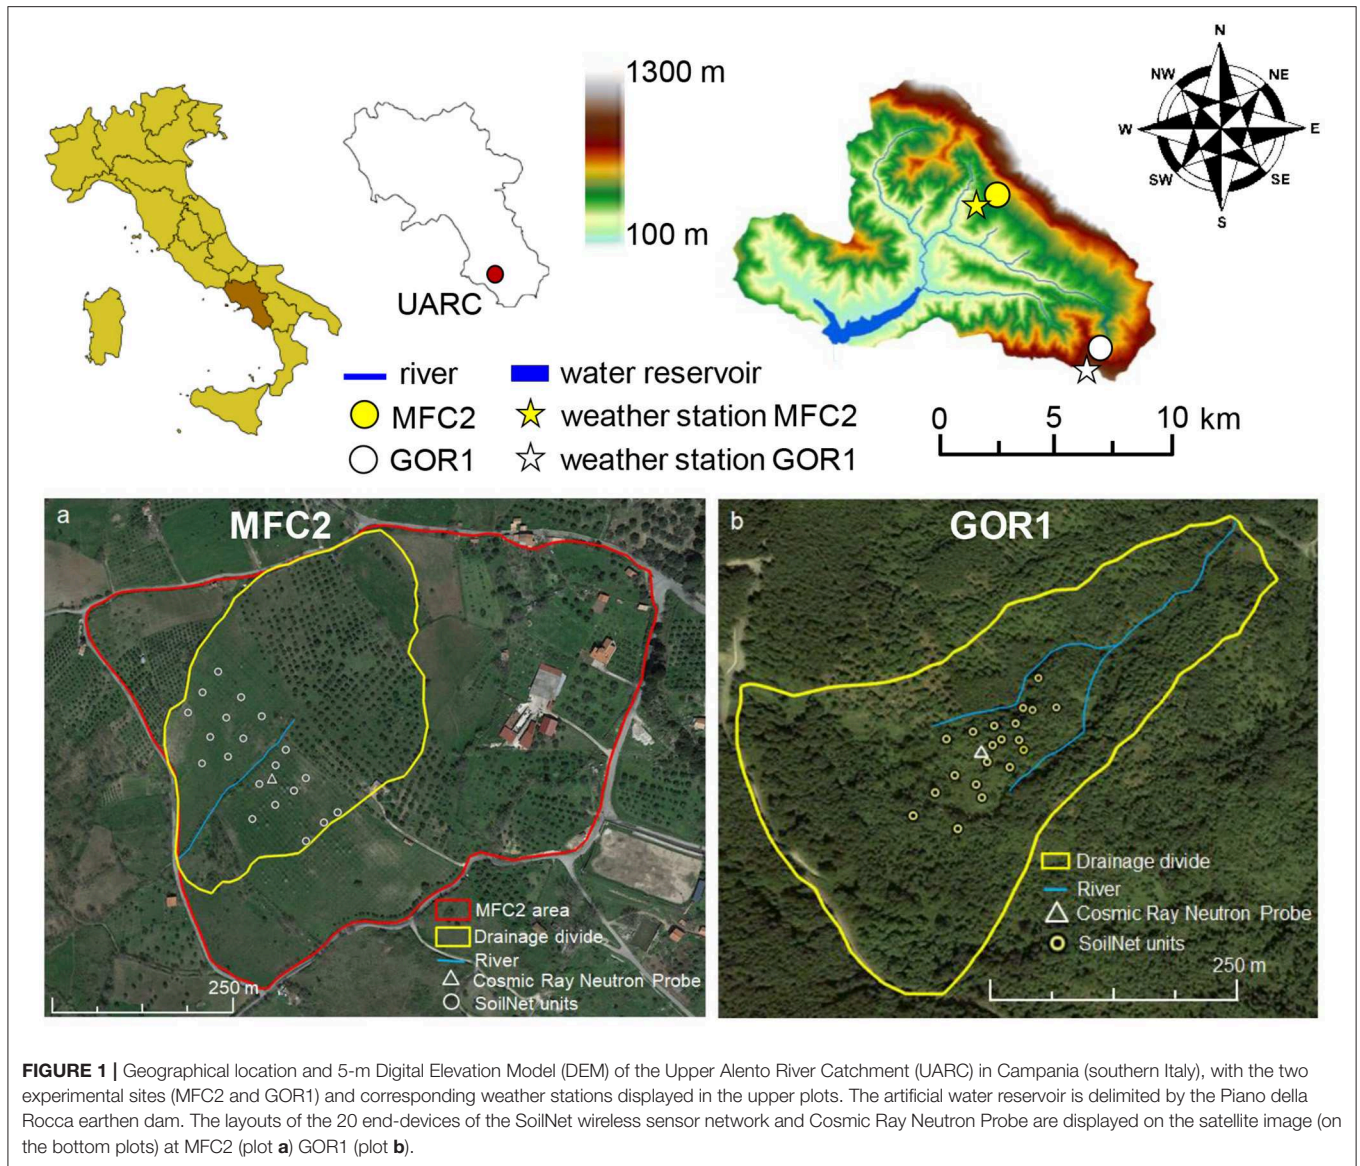 1300 m
100 m
N
NW
NE
W
E
SW
SE
S
UARC
river
water reservoir
MFC2
weather station MFC2
GOR1
weather station GOR1
0 5 10 km
a
MFC2
MFC2 area
Drainage divide
River
Cosmic Ray Neutron Probe
SoilNet units
250 m
b
GOR1
Drainage divide
River
Cosmic Ray Neutron Probe
SoilNet units
250 m
FIGURE 1 | Geographical location and 5-m Digital Elevation Model (DEM) of the Upper Alento River Catchment (UARC) in Campania (southern Italy), with the two
experimental sites (MFC2 and GOR1) and corresponding weather stations displayed in the upper plots. The artificial water reservoir is delimited by the Piano della
Rocca earthen dam. The layouts of the 20 end-devices of the SoilNet wireless sensor network and Cosmic Ray Neutron Probe are displayed on the satellite image (on
the bottom plots) at MFC2 (plot a) GOR1 (plot b).